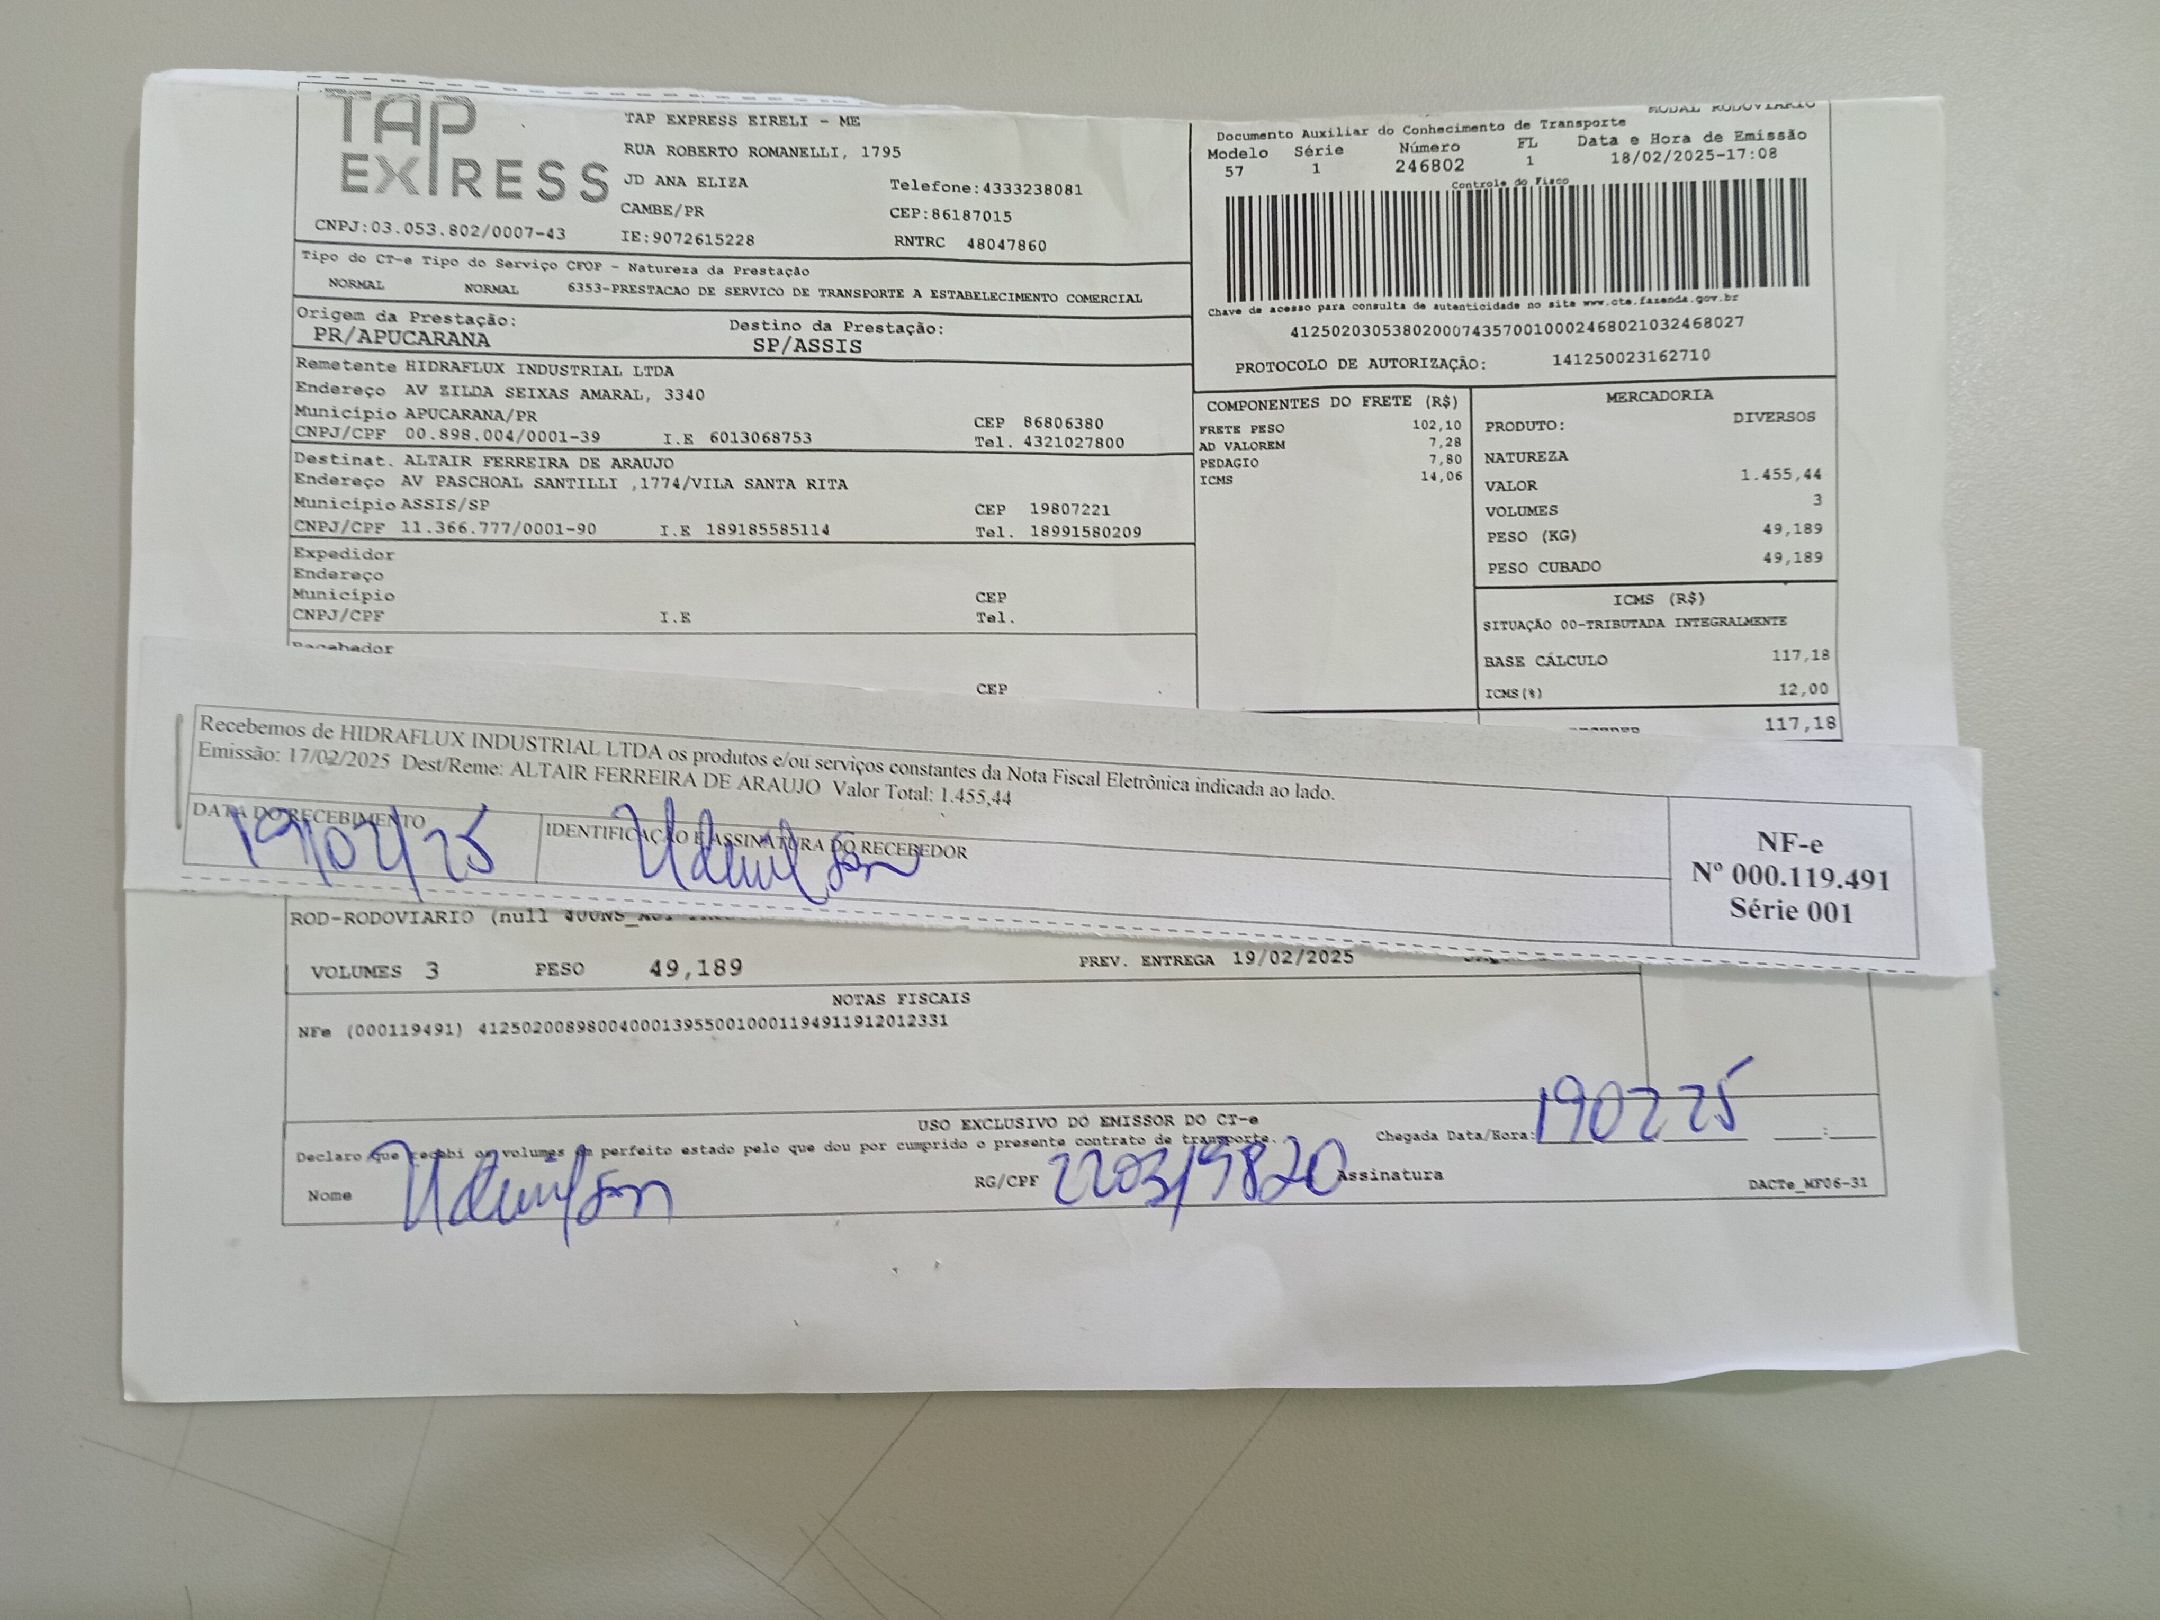 TAP EXPRESS
TAP EXPRESS EIRELI - ME
RUA ROBERTO ROMANELLI, 1795
JD ANA ELIZA Telefone:4333238081
CAMBE/PR CEP:86187015
CNPJ:03.053.802/0007-43 IE:9072615228 RNTRC 48047860
MODAL RODOVIARIO
Documento Auxiliar do Conhecimento de Transporte
Modelo Série Número FL Data e Hora de Emissão
57 1 246802 1 18/02/2025-17:08
Controle do Fisco
Chave de acesso para consulta de autenticidade no site www.cte.fazenda.gov.br
41250203053802000743570010002468021032468027
PROTOCOLO DE AUTORIZAÇÃO: 141250023162710
Tipo do CT-e Tipo do Serviço CFOP - Natureza da Prestação
NORMAL NORMAL 6353-PRESTACAO DE SERVICO DE TRANSPORTE A ESTABELECIMENTO COMERCIAL
Origem da Prestação: Destino da Prestação:
PR/APUCARANA SP/ASSIS
Remetente HIDRAFLUX INDUSTRIAL LTDA
Endereço AV ZILDA SEIXAS AMARAL, 3340
Município APUCARANA/PR CEP 86806380
CNPJ/CPF 00.898.004/0001-39 I.E 6013068753 Tel. 4321027800
Destinat. ALTAIR FERREIRA DE ARAUJO
Endereço AV PASCHOAL SANTILLI ,1774/VILA SANTA RITA
Município ASSIS/SP CEP 19807221
CNPJ/CPF 11.366.777/0001-90 I.E 189185585114 Tel. 18991580209
Expedidor
Endereço
Município CEP
CNPJ/CPF I.E Tel.
Recebedor
CEP
COMPONENTES DO FRETE (R$)
FRETE PESO 102,10
AD VALOREM 7,28
PEDAGIO 7,80
ICMS 14,06
MERCADORIA
PRODUTO: DIVERSOS
NATUREZA
VALOR 1.455,44
VOLUMES 3
PESO (KG) 49,189
PESO CUBADO 49,189
ICMS (R$)
SITUAÇÃO 00-TRIBUTADA INTEGRALMENTE
BASE CÁLCULO 117,18
ICMS(%) 12,00
117,18
Recebemos de HIDRAFLUX INDUSTRIAL LTDA os produtos e/ou serviços constantes da Nota Fiscal Eletrônica indicada ao lado.
Emissão: 17/02/2025 Dest/Reme: ALTAIR FERREIRA DE ARAUJO Valor Total: 1.455,44
DATA DO RECEBIMENTO IDENTIFICAÇÃO E ASSINATURA DO RECEBEDOR
19/02/25
NF-e
Nº 000.119.491
Série 001
ROD-RODOVIARIO (null
VOLUMES 3 PESO 49,189 PREV. ENTREGA 19/02/2025
NOTAS FISCAIS
NFe (000119491) 41250200898004000139550010001194911912012331
USO EXCLUSIVO DO EMISSOR DO CT-e
Declaro que recebi os volumes em perfeito estado pelo que dou por cumprido o presente contrato de transporte. Chegada Data/Hora: 190225 :
Nome RG/CPF Assinatura
DACTe_MF06-31